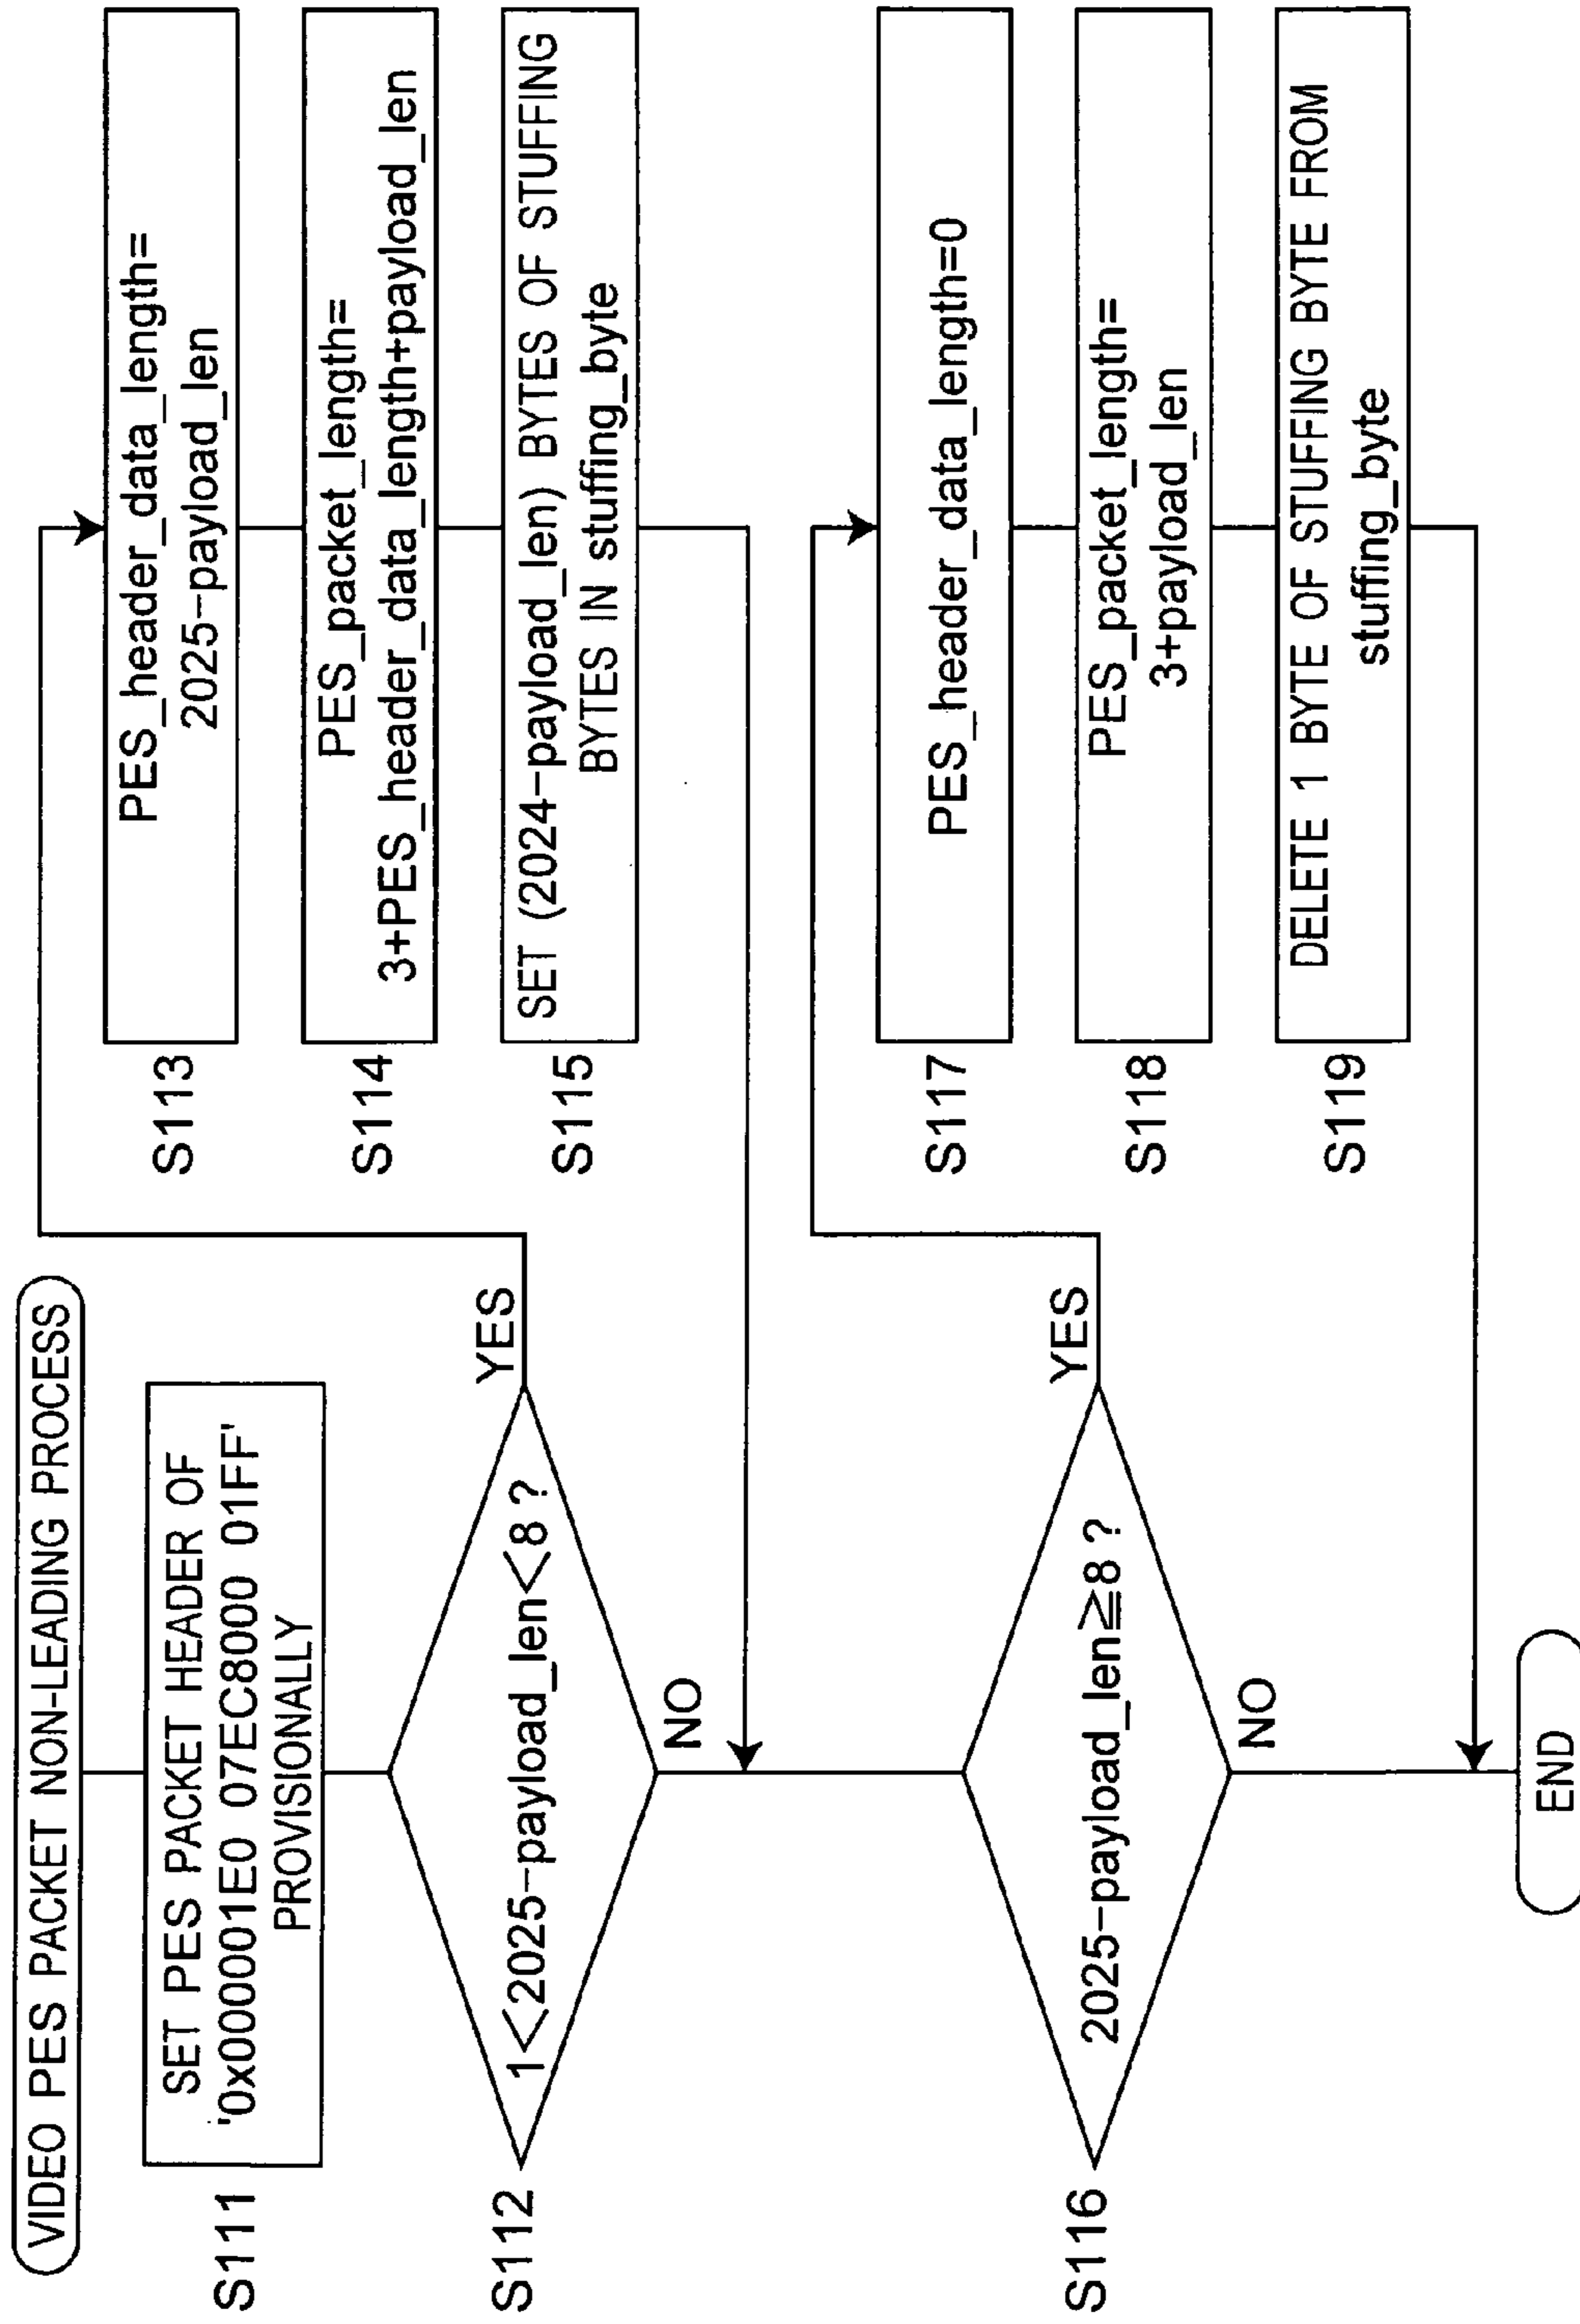 VIDEO PES PACKET NON-LEADING PROCESS
S111
SET PES PACKET HEADER OF
'0x000001E0 07EC8000 01FF'
PROVISIONALLY
S112
1<2025-payload_len<8 ?
YES
NO
S113
PES_header_data_length=
2025-payload_len
S114
PES_packet_length=
3+PES_header_data_length+payload_len
S115
SET (2024-payload_len) BYTES OF STUFFING
BYTES IN stuffing_byte
S116
2025-payload_len≧8 ?
YES
NO
S117
PES_header_data_length=0
S118
PES_packet_length=
3+payload_len
S119
DELETE 1 BYTE OF STUFFING BYTE FROM
stuffing_byte
END